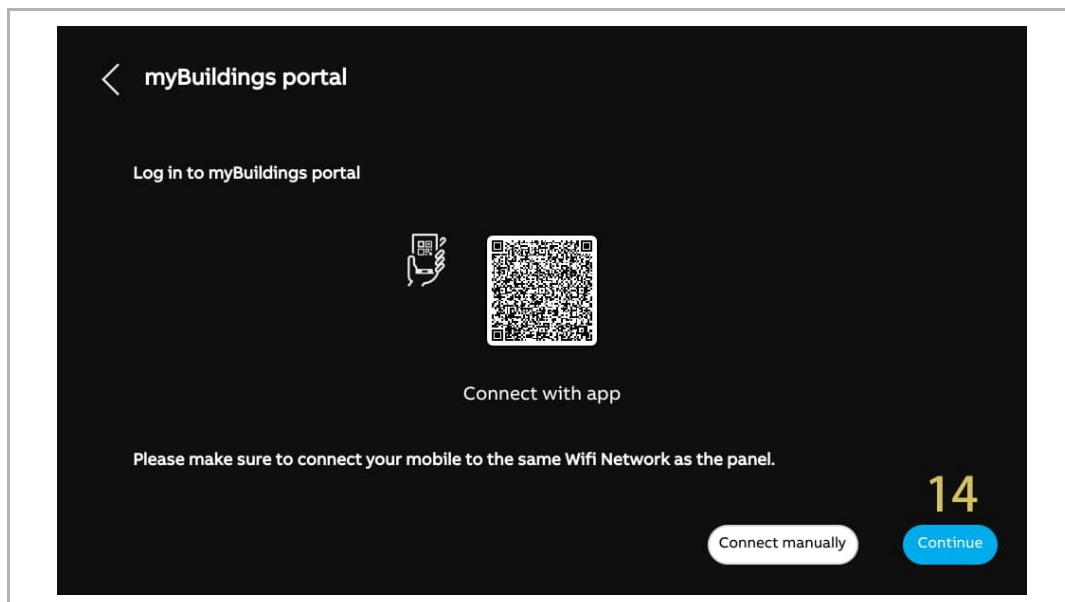 myBuildings portal
Log in to myBuildings portal
Connect with app
Please make sure to connect your mobile to the same Wifi Network as the panel.
14
Connect manually
Continue